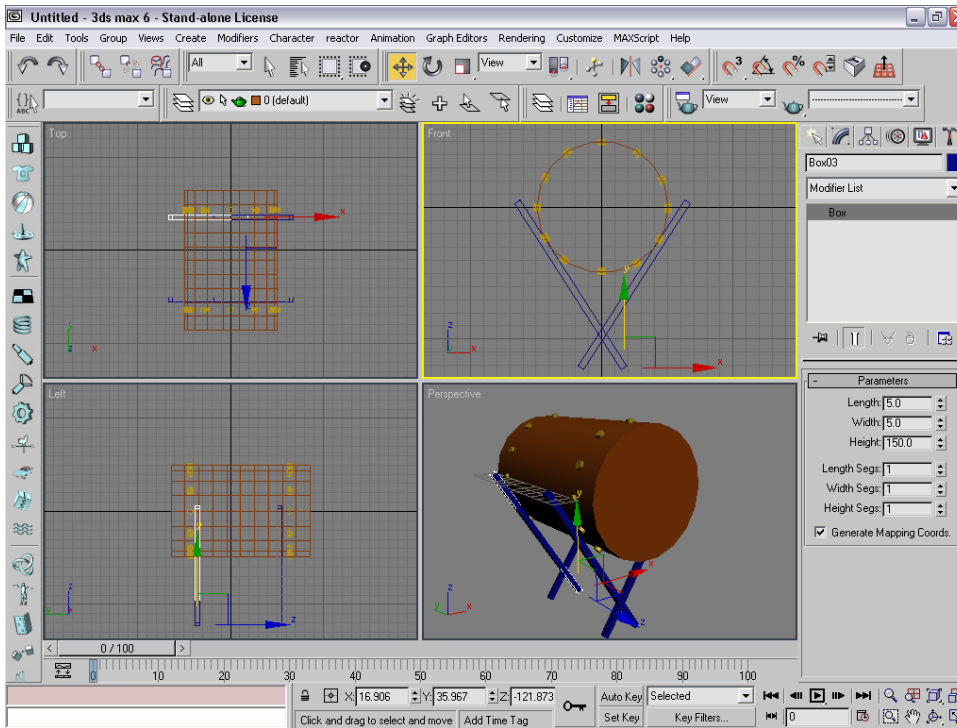 Untitled - 3ds max 6 - Stand-alone License
File Edit Tools Group Views Create Modifiers Character reactor Animation Graph Editors Rendering Customize MAXScript Help
All
View
0 (default)
View
ABC
Top
Front
Box03
Modifier List
Box
Parameters
Length: 5.0
Width: 5.0
Height: 150.0
Length Segs: 1
Width Segs: 1
Height Segs: 1
Generate Mapping Coords.
Left
Perspective
0 / 100
0 10 20 30 40 50 60 70 80 90 100
X: 16.906 Y: 35.967 Z: -121.873
Auto Key Selected
Click and drag to select and move Add Time Tag
Set Key Key Filters... 0